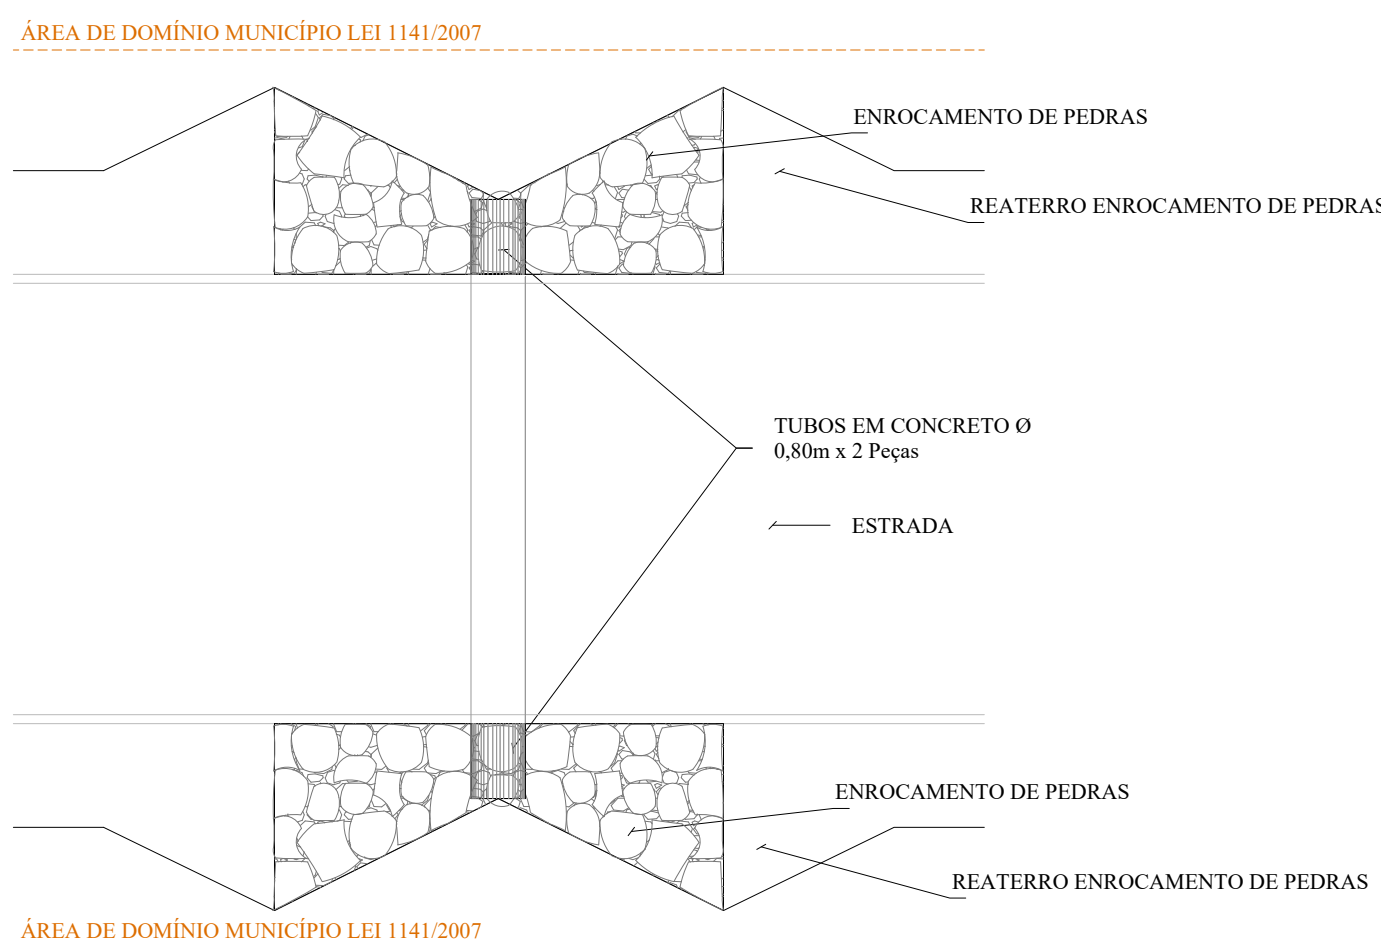 ÁREA DE DOMÍNIO MUNICÍPIO LEI 1141/2007
ENROCAMENTO DE PEDRAS
REATERRO ENROCAMENTO DE PEDRAS
TUBOS EM CONCRETO Ø
0,80m x 2 Peças
ESTRADA
ENROCAMENTO DE PEDRAS
REATERRO ENROCAMENTO DE PEDRAS
ÁREA DE DOMÍNIO MUNICÍPIO LEI 1141/2007